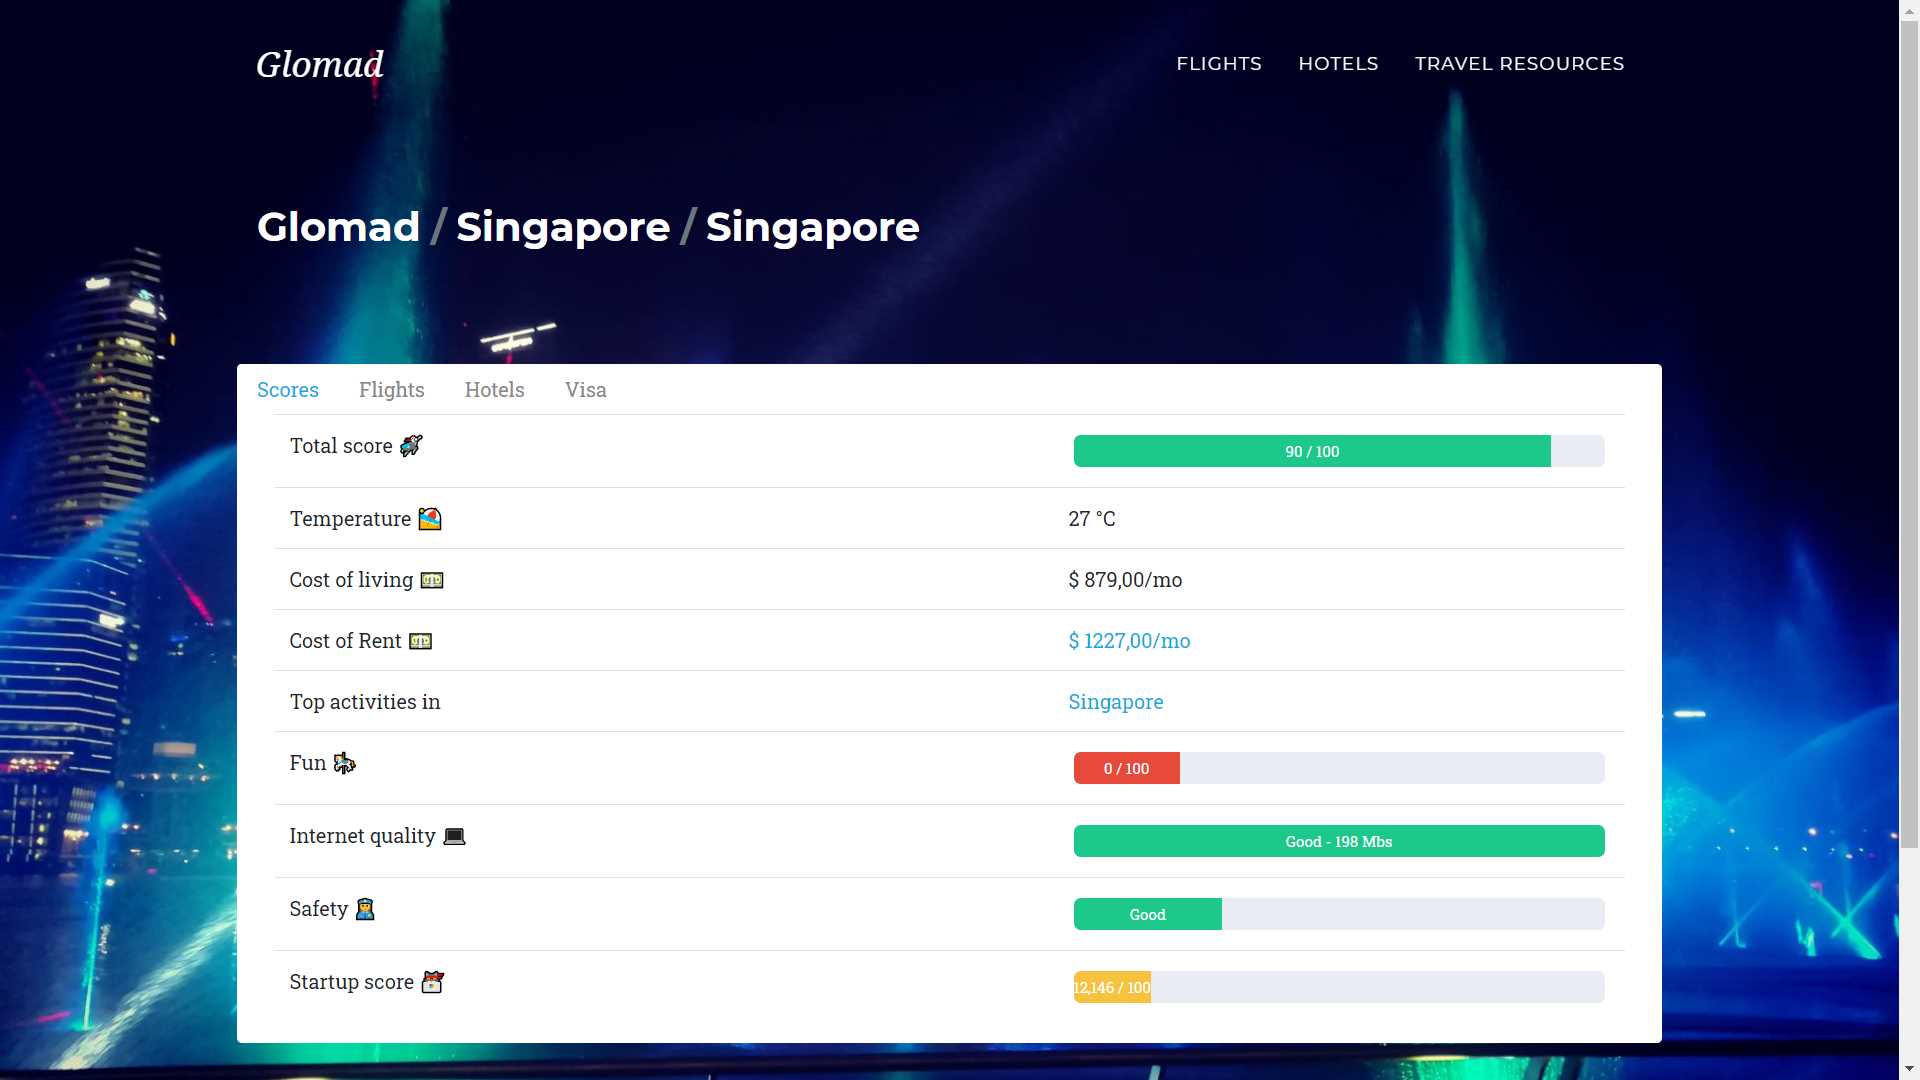 Glomad
FLIGHTS HOTELS TRAVEL RESOURCES
Glomad / Singapore / Singapore
Scores Flights Hotels Visa
Total score 90 / 100
Temperature 27 °C
Cost of living $ 879,00/mo
Cost of Rent $ 1227,00/mo
Top activities in Singapore
Fun 0 / 100
Internet quality Good - 198 Mbs
Safety Good
Startup score 12,146 / 100